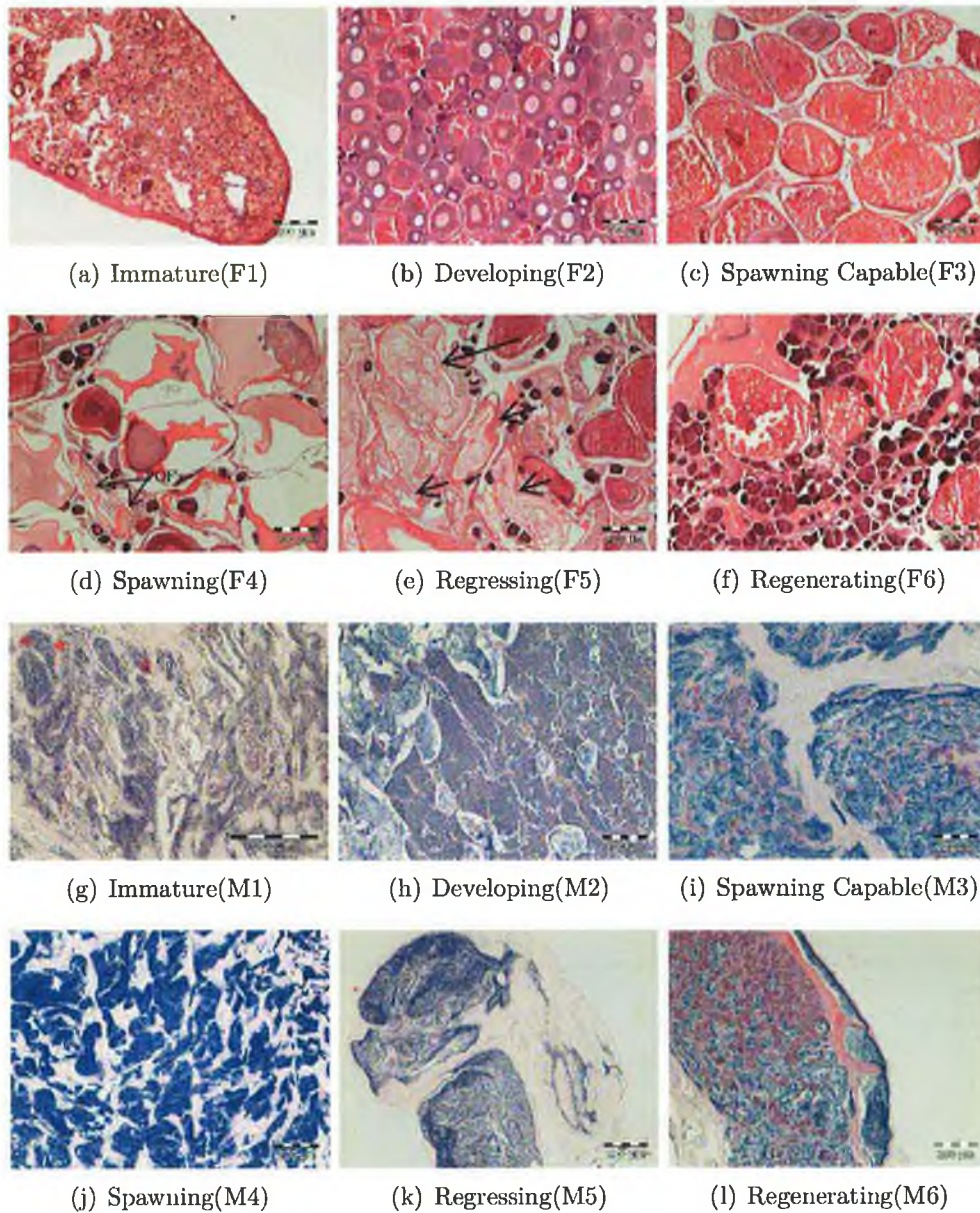 (a) Immature(F1)
(b) Developing(F2)
(c) Spawning Capable(F3)
(d) Spawning(F4)
(e) Regressing(F5)
(f) Regenerating(F6)
(g) Immature(M1)
(h) Developing(M2)
(i) Spawning Capable(M3)
(j) Spawning(M4)
(k) Regressing(M5)
(l) Regenerating(M6)